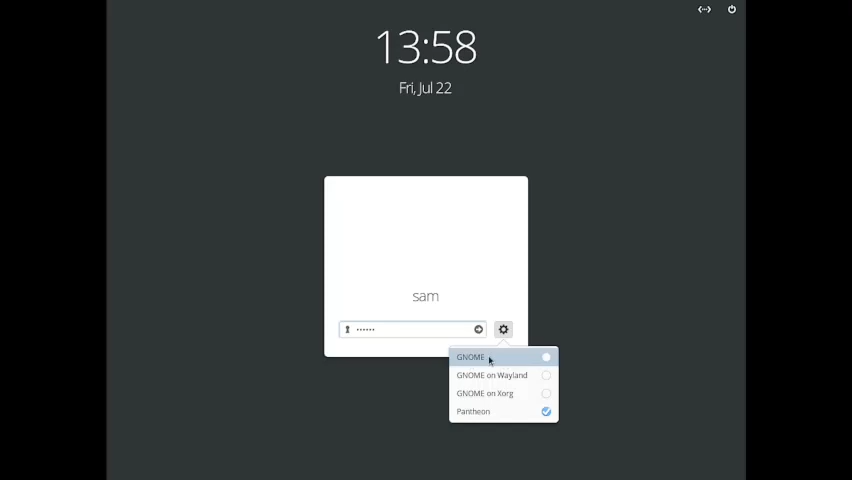 13:58
Fri, Jul 22
sam
••••••
GNOME
GNOME on Wayland
GNOME on Xorg
Pantheon